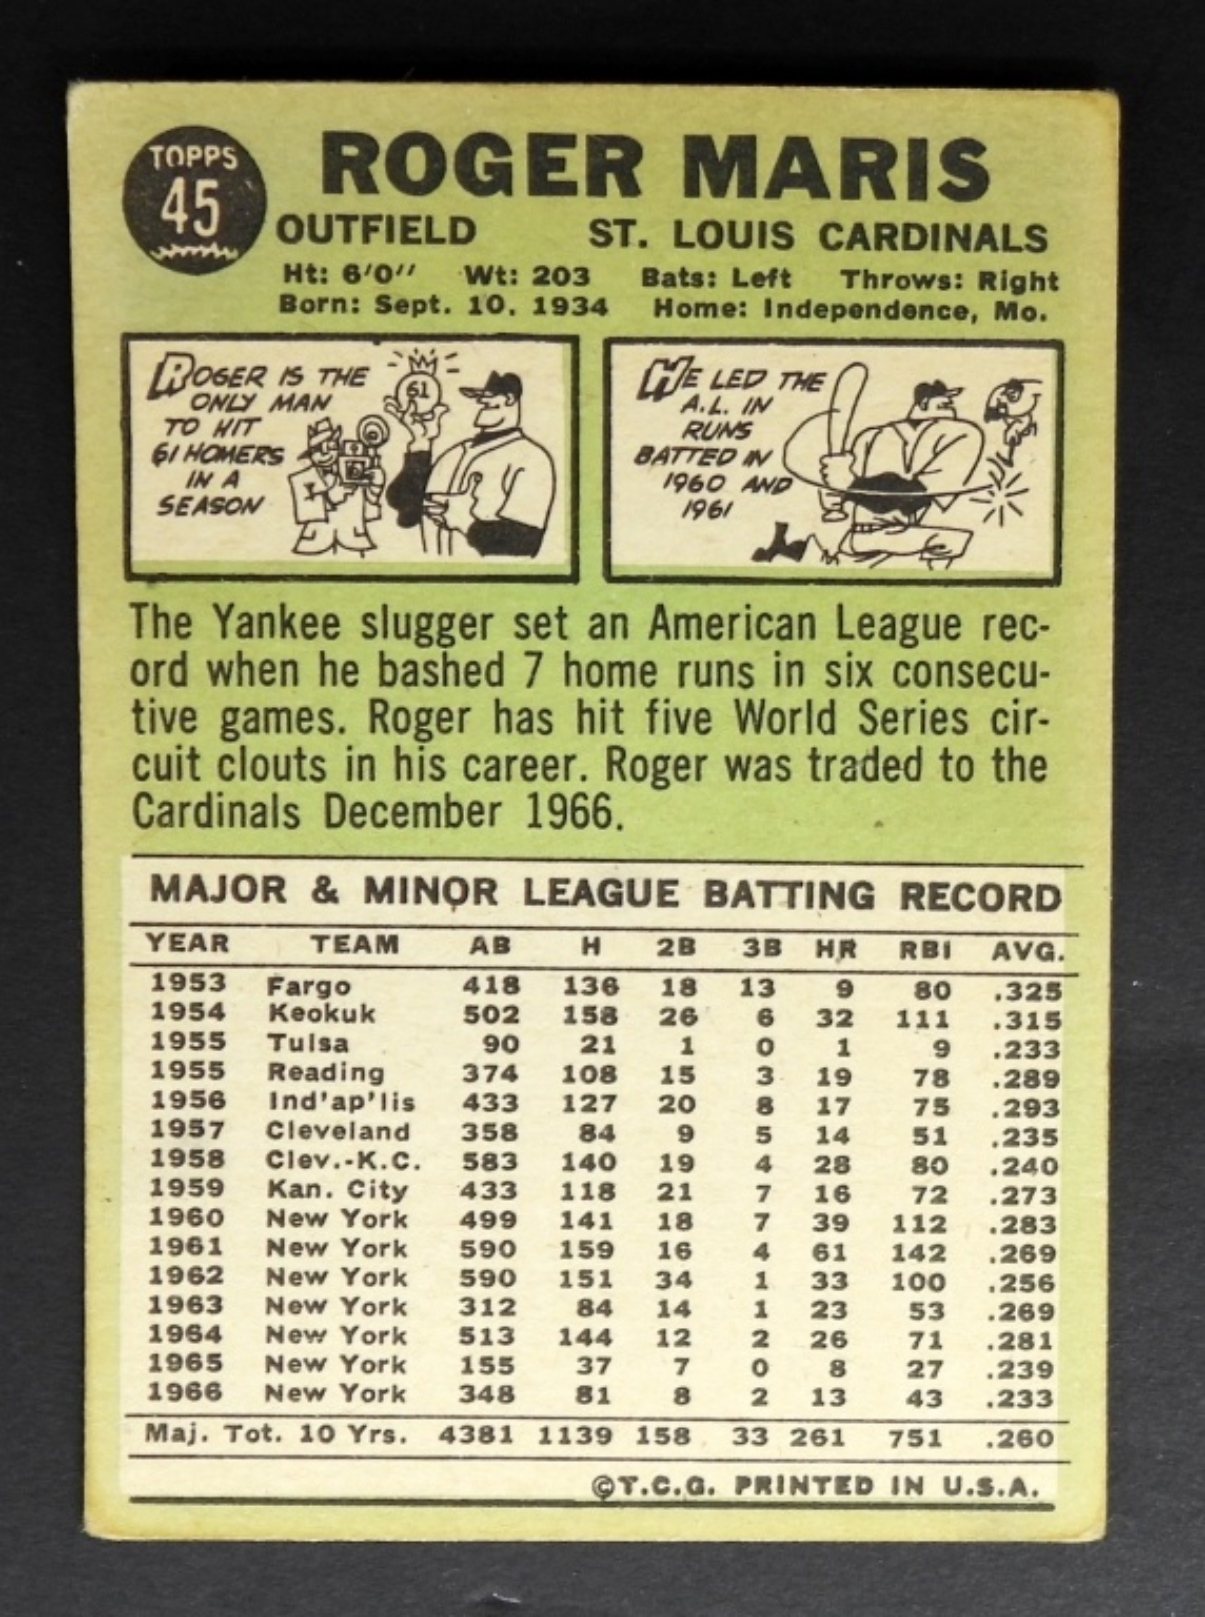 TOPPS
45
ROGER MARIS
OUTFIELD ST. LOUIS CARDINALS
Ht: 6'0" Wt: 203 Bats: Left Throws: Right
Born: Sept. 10, 1934 Home: Independence, Mo.
ROGER IS THE
ONLY MAN
TO HIT
61 HOMERS
IN A
SEASON
61
HE LED THE
A.L. IN
RUNS
BATTED IN
1960 AND
1961
The Yankee slugger set an American League rec-
ord when he bashed 7 home runs in six consecu-
tive games. Roger has hit five World Series cir-
cuit clouts in his career. Roger was traded to the
Cardinals December 1966.
MAJOR & MINOR LEAGUE BATTING RECORD
YEAR TEAM AB H 2B 3B HR RBI AVG.
1953 Fargo 418 136 18 13 9 80 .325
1954 Keokuk 502 158 26 6 32 111 .315
1955 Tulsa 90 21 1 0 1 9 .233
1955 Reading 374 108 15 3 19 78 .289
1956 Ind'ap'lis 433 127 20 8 17 75 .293
1957 Cleveland 358 84 9 5 14 51 .235
1958 Clev.-K.C. 583 140 19 4 28 80 .240
1959 Kan. City 433 118 21 7 16 72 .273
1960 New York 499 141 18 7 39 112 .283
1961 New York 590 159 16 4 61 142 .269
1962 New York 590 151 34 1 33 100 .256
1963 New York 312 84 14 1 23 53 .269
1964 New York 513 144 12 2 26 71 .281
1965 New York 155 37 7 0 8 27 .239
1966 New York 348 81 8 2 13 43 .233
Maj. Tot. 10 Yrs. 4381 1139 158 33 261 751 .260
©T.C.G. PRINTED IN U.S.A.